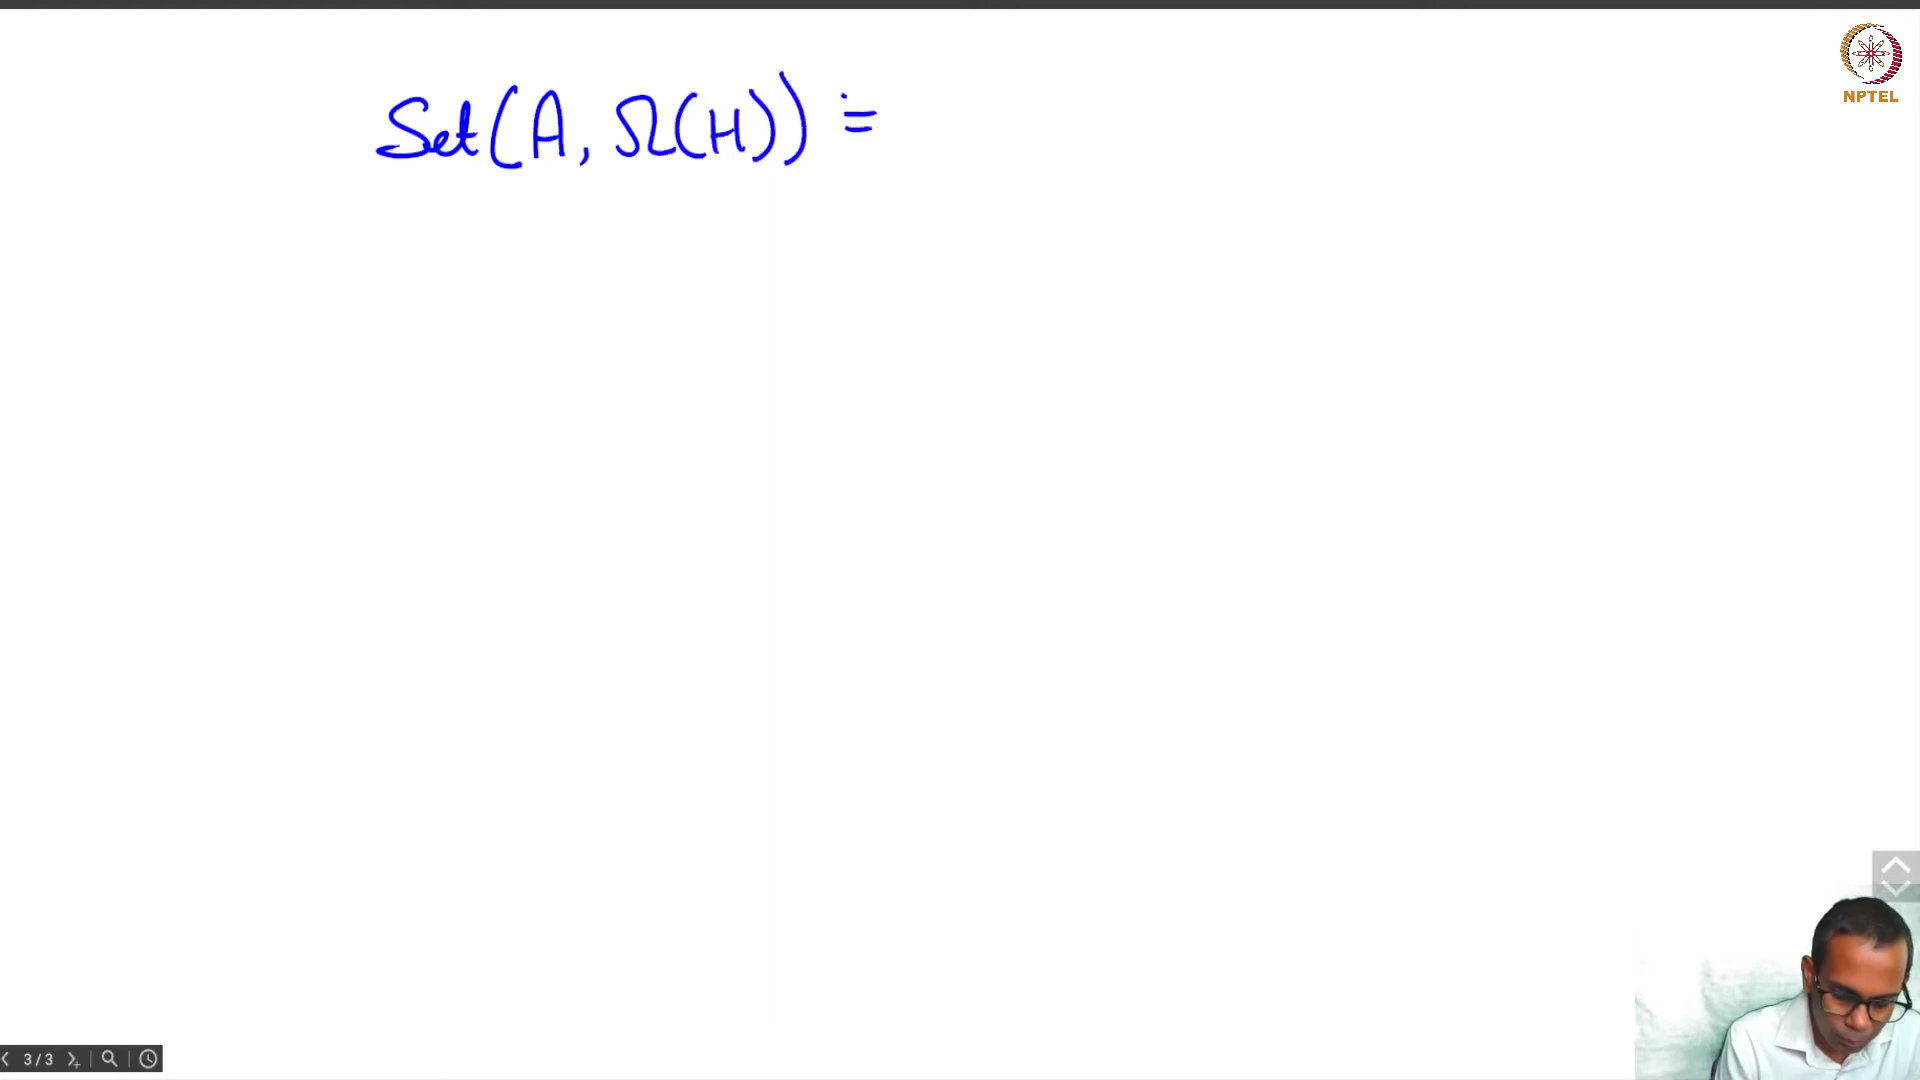 NPTEL
Set(A, Ω(H)) =
3/3